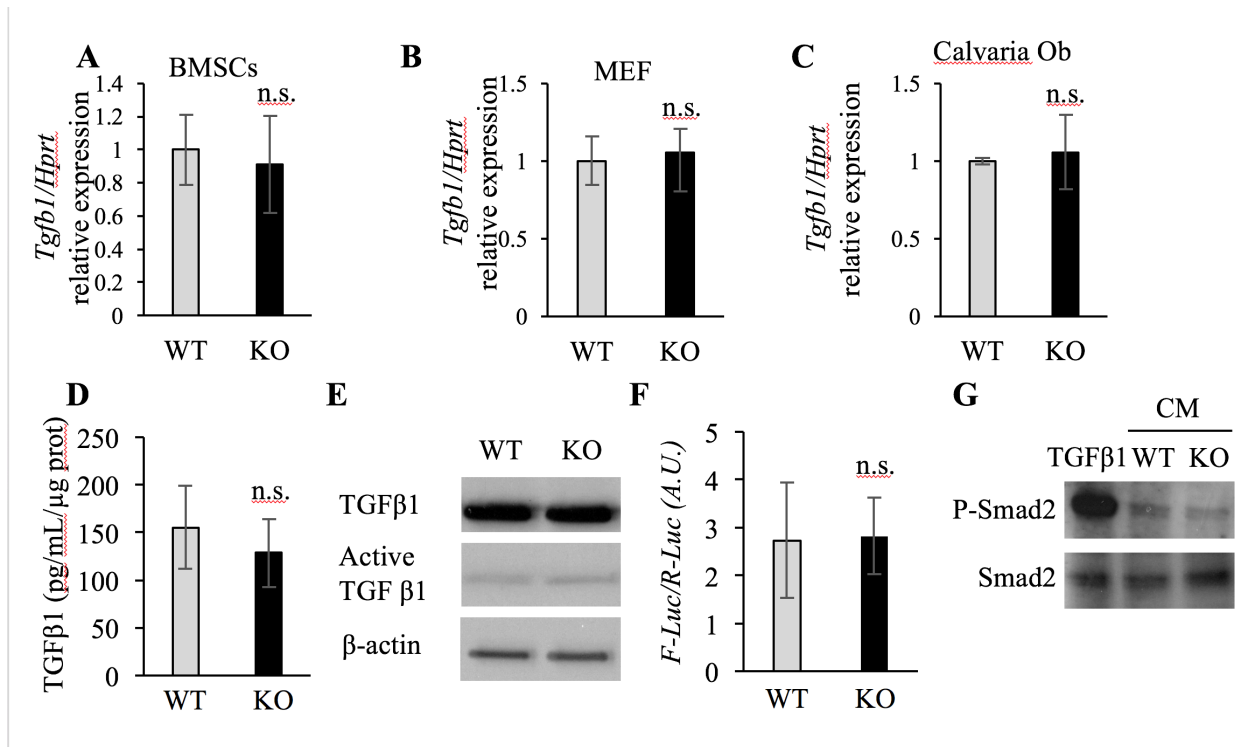 A
BMSCs
Tgfb1/Hprt
relative expression
1.4
1.2
1
0.8
0.6
0.4
0.2
0
n.s.
WT KO
B
MEF
Tgfb1/Hprt
relative expression
1.5
1
0.5
0
n.s.
WT KO
C
Calvaria Ob
Tgfb1/Hprt
relative expression
1.5
1
0.5
0
n.s.
WT KO
D
TGFβ1 (pg/mL/μg prot)
250
200
150
100
50
0
n.s.
WT KO
E
WT KO
TGFβ1
Active
TGF β1
β-actin
F
F-Luc/R-Luc (A.U.)
5
4
3
2
1
0
n.s.
WT KO
G
CM
TGFβ1 WT KO
P-Smad2
Smad2